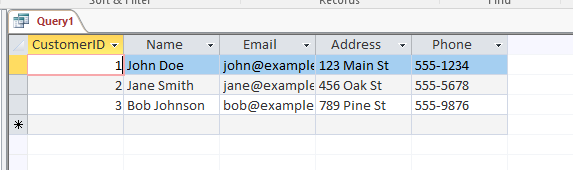 Sort & Filter Records Find
Query1
CustomerID Name Email Address Phone
1 John Doe john@example 123 Main St 555-1234
2 Jane Smith jane@example 456 Oak St 555-5678
3 Bob Johnson bob@example 789 Pine St 555-9876